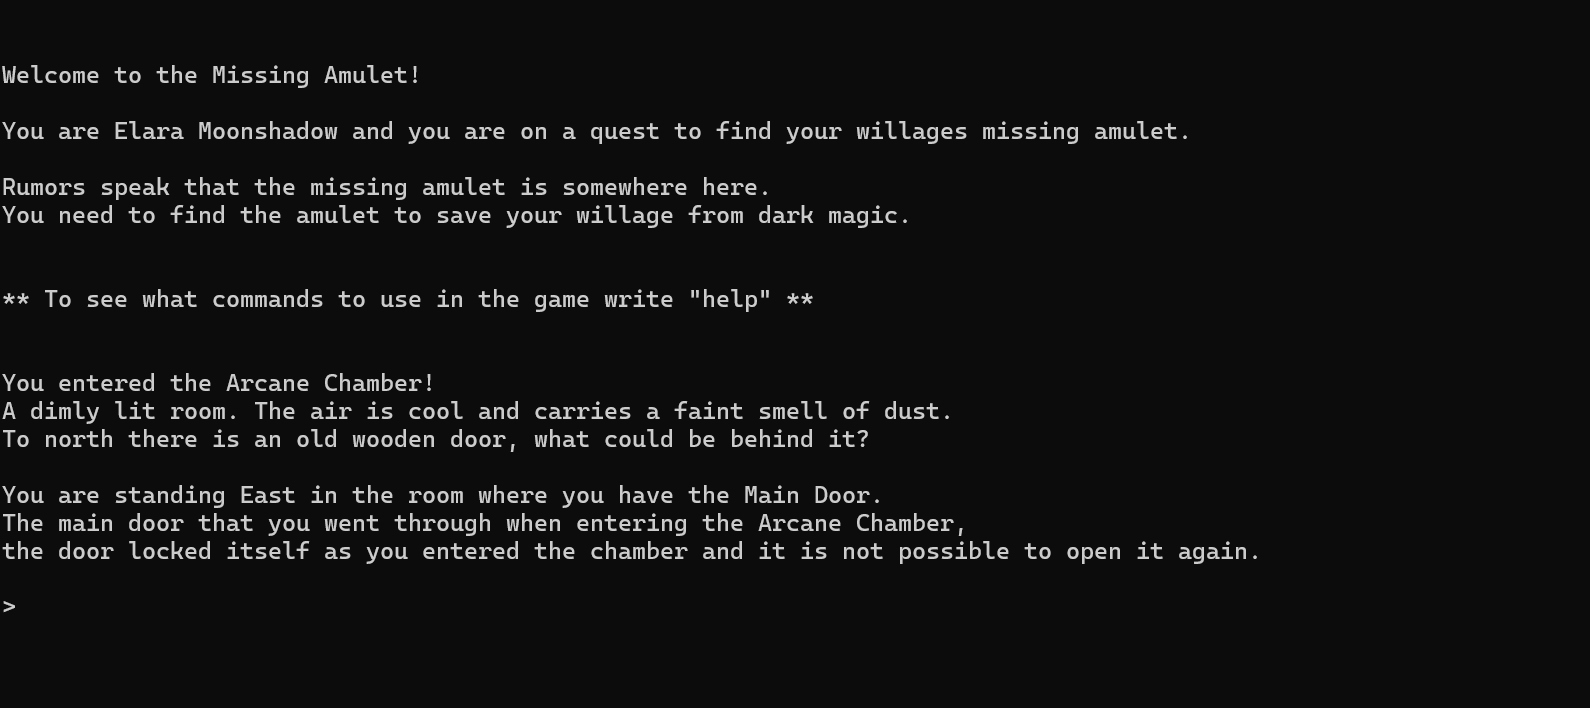 Welcome to the Missing Amulet!
You are Elara Moonshadow and you are on a quest to find your willages missing amulet.
Rumors speak that the missing amulet is somewhere here.
You need to find the amulet to save your willage from dark magic.
** To see what commands to use in the game write "help" **
You entered the Arcane Chamber!
A dimly lit room. The air is cool and carries a faint smell of dust.
To north there is an old wooden door, what could be behind it?
You are standing East in the room where you have the Main Door.
The main door that you went through when entering the Arcane Chamber,
the door locked itself as you entered the chamber and it is not possible to open it again.
>